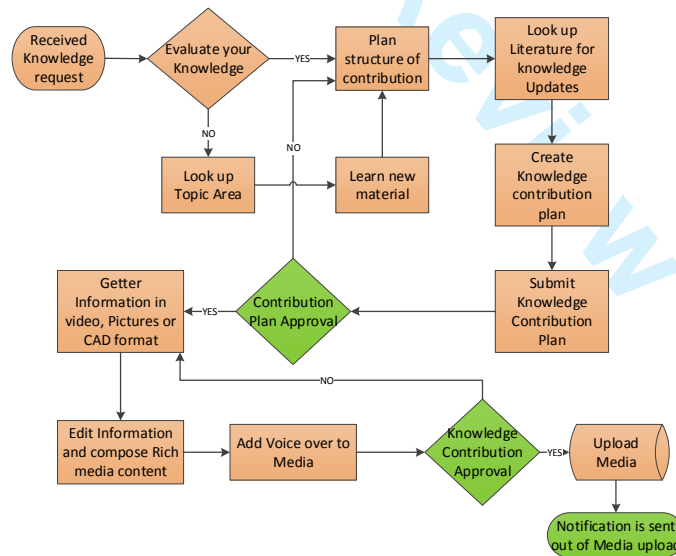 Received
Knowledge
request
Evaluate your
Knowledge
YES
Plan
structure of
contribution
Look up
Literature for
knowledge
Updates
NO
NO
Look up
Topic Area
Learn new
material
Create
Knowledge
contribution
plan
Submit
Knowledge
Contribution
Plan
Contribution
Plan Approval
YES
Getter
Information in
video, Pictures or
CAD format
NO
Edit Information
and compose Rich
media content
Add Voice over to
Media
Knowledge
Contribution
Approval
YES
Upload
Media
Notification is sent
out of Media upload
eview